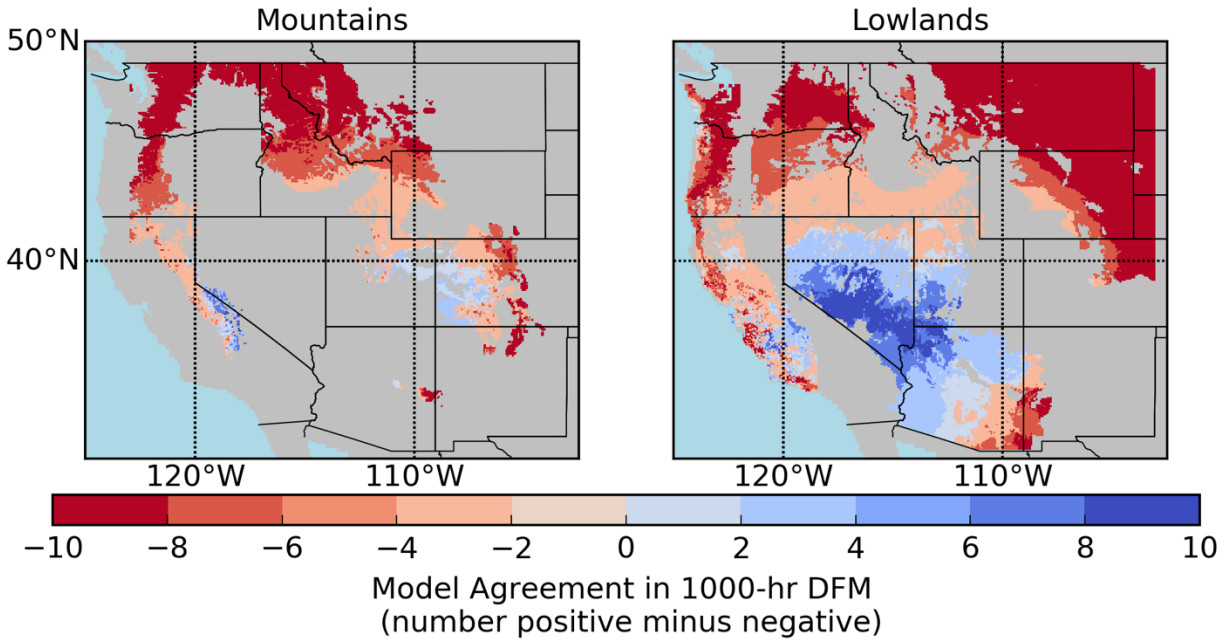 Mountains
Lowlands
50°N
40°N
120°W 110°W
120°W 110°W
−10 −8 −6 −4 −2 0 2 4 6 8 10
Model Agreement in 1000-hr DFM
(number positive minus negative)